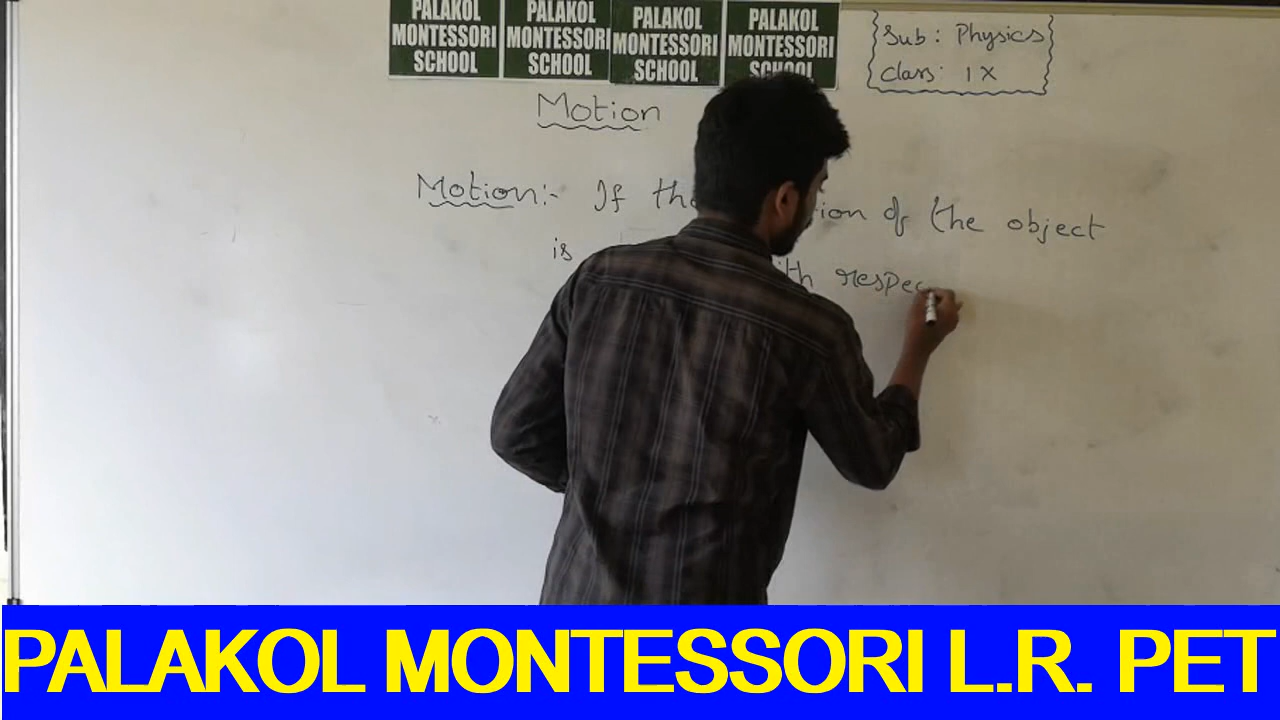 PALAKOL
MONTESSORI
SCHOOL
PALAKOL
MONTESSORI
SCHOOL
PALAKOL
MONTESSORI
SCHOOL
PALAKOL
MONTESSORI
SCHOOL
Sub : Physics
Class: IX
Motion
Motion:- If the of the object
is respec
PALAKOL MONTESSORI L.R. PET